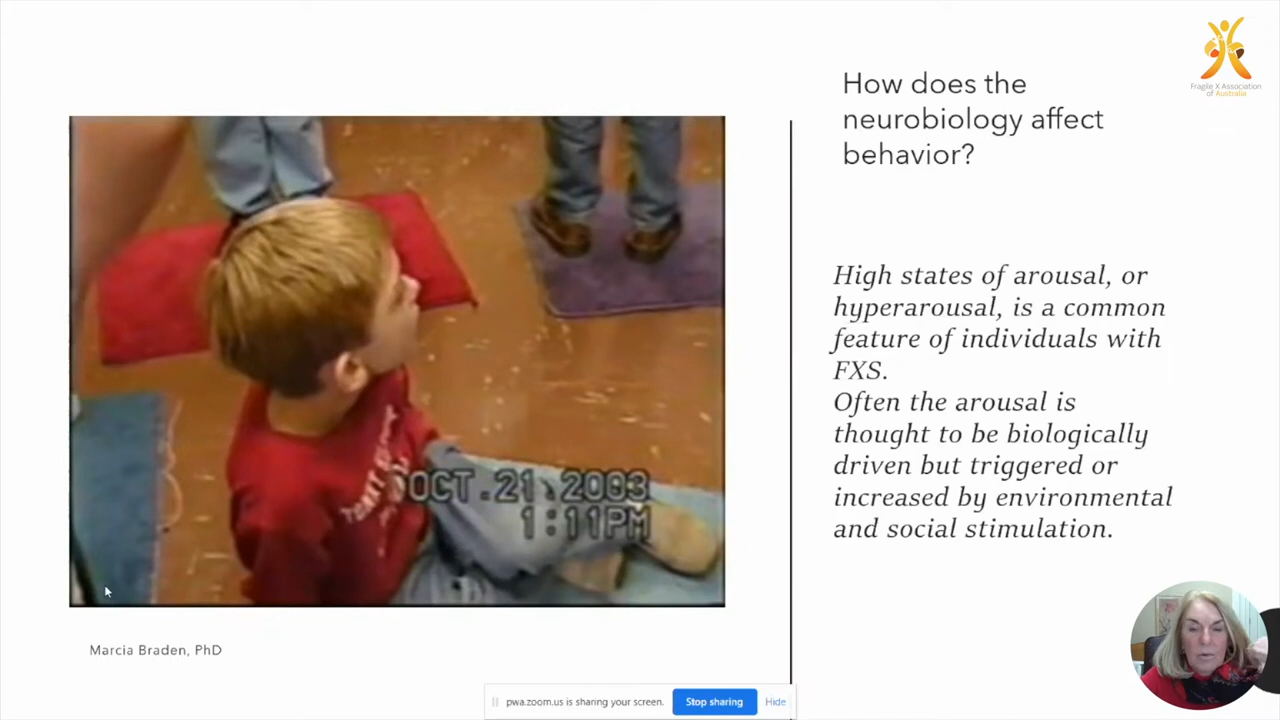 Fragile X Association
of Australia
How does the
neurobiology affect
behavior?
High states of arousal, or
hyperarousal, is a common
feature of individuals with
FXS.
Often the arousal is
thought to be biologically
driven but triggered or
increased by environmental
and social stimulation.
OCT.21.2003
1:11PM
Marcia Braden, PhD
pwa.zoom.us is sharing your screen.
Stop sharing
Hide